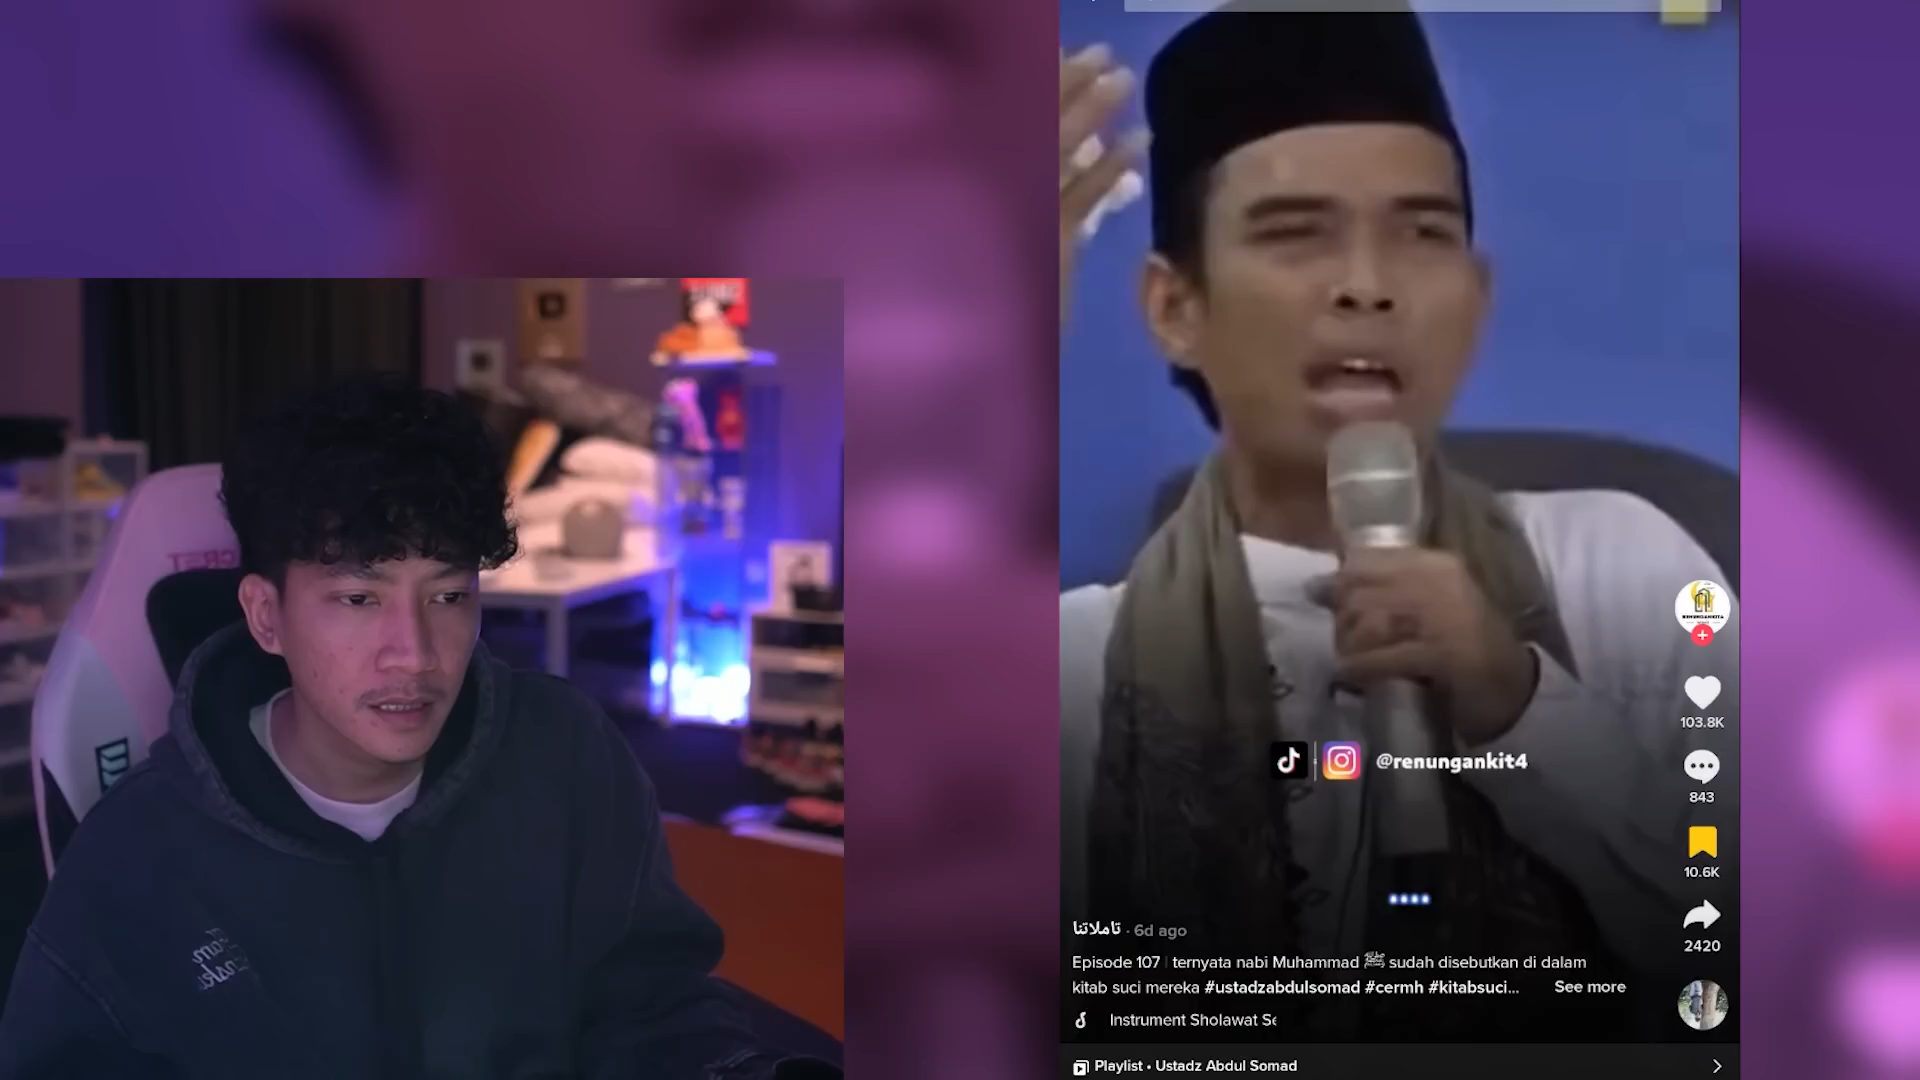 @renungankit4
103.8K
843
10.6K
2420
تاملاتنا · 6d ago
Episode 107 | ternyata nabi Muhammad ﷺ sudah disebutkan di dalam
kitab suci mereka #ustadzabdulsomad #cermh #kitabsuci... See more
Instrument Sholawat Se
Playlist • Ustadz Abdul Somad